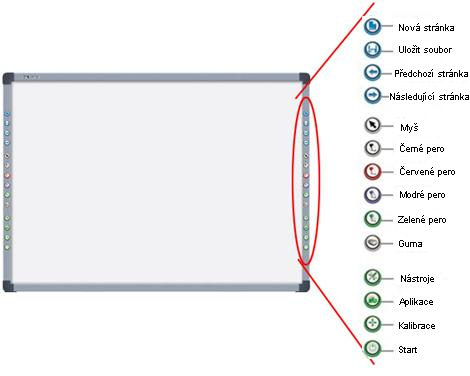 Nová stránka
Uložit soubor
Předchozí stránka
Následující stránka
Myš
Černé pero
Červené pero
Modré pero
Zelené pero
Guma
Nástroje
Aplikace
Kalibrace
Start